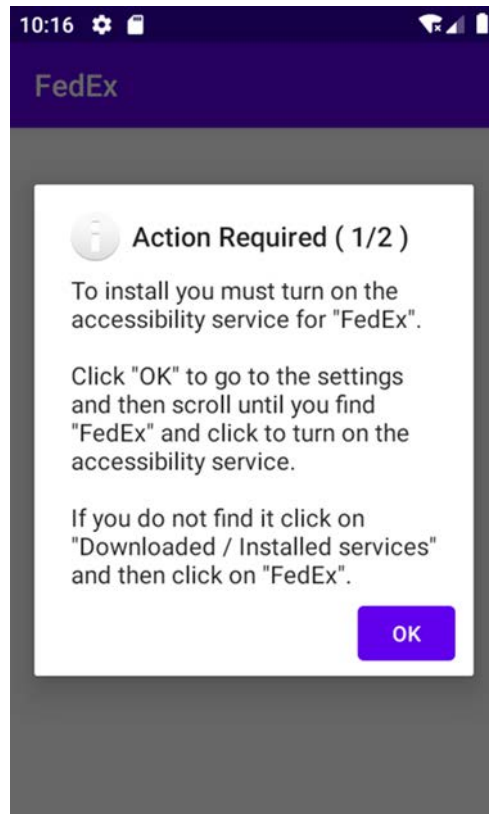 10:16
FedEx
Action Required ( 1/2 )
To install you must turn on the
accessibility service for "FedEx".
Click "OK" to go to the settings
and then scroll until you find
"FedEx" and click to turn on the
accessibility service.
If you do not find it click on
"Downloaded / Installed services"
and then click on "FedEx".
OK